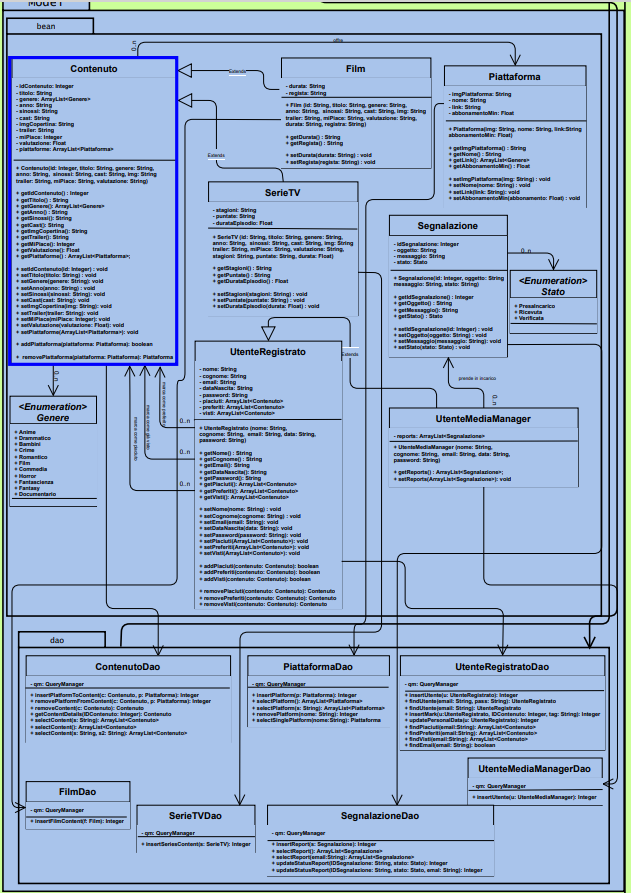 Model
bean
offre
0..n
Contenuto
- idContenuto: Integer
- titolo: String
- genere: ArrayList<Genere>
- anno: String
- sinossi: String
- cast: String
- imgCopertina: String
- trailer: String
- miPiace: Integer
- valutazione: Float
- piattaforme: ArrayList<Piattaforma>
+ Contenuto(id: Integer, titolo: String, genere: String,
anno: String, sinossi: String, cast: String, img: String
trailer: String, miPiace: String, valutazione: String)
+ getIdContenuto() : Integer
+ getTitolo() : String
+ getGenere(): ArrayList<Genere>
+ getAnno() : String
+ getSinossi(): String
+ getCast(): String
+ getImgCopertina(): String
+ getTrailer() : String
+ getMiPiace(): Integer
+ getValutazione(): Float
+ getPiattaforma() : ArrayList<Piattaforma>;
+ setIdContenuto(id: Integer) : void
+ setTitolo(titolo: String) : void
+ setGenere(genere: String): void
+ setAnno(anno: String) : void
+ setSinossi(sinossi: String): void
+ setCast(cast: String): void
+ setImgCopertina(img: String): void
+ setTrailer(trailer: String) : void
+ setMiPiace(miPiace: Integer): void
+ setValutazione(valutazione: Float): void
+ setPiattaforma(ArrayList<Piattaforma>): void
+ addPiattaforma(piattaforma: Piattaforma): boolean
+ removePiattaforma(piattaforma: Piattaforma): Piattaforma
Extends
Film
- durata: String
- regista: String
+ Film (id: String, titolo: String, genere: String,
anno: String, sinossi: String, cast: String, img: String
trailer: String, miPiace: String, valutazione: String,
durata: String, regista: String)
+ getDurata() : String
+ getRegista() : String
+ setDurata(durata: String) : void
+ setRegista(regista: String) : void
Piattaforma
- imgPiattaforma: String
- nome: String
- link: String
- abbonamentoMin: Float
+ Piattaforma(img: String, nome: String, link:String
abbonamentoMin: Float)
+ getImgPiattaforma() : String
+ getNome() : String
+ getLink(): ArrayList<Genere>
+ getAbbonamentoMin() : Float
+ setImgPiattaforma(img: String) : void
+ setNome(nome: String) : void
+ setLink(link: String): void
+ setAbbonamentoMin(abbonamento: Float) : void
Extends
SerieTV
- stagioni: String
- puntate: String
- durataEpisodio: Float
+ SerieTV (id: String, titolo: String, genere: String,
anno: String, sinossi: String, cast: String, img: String
trailer: String, miPiace: String, valutazione: String,
stagioni: String, puntate: String, durata: Float)
+ getStagioni() : String
+ getPuntate() : String
+ getDurataEpisodio() : Float
+ setStagioni(stagioni: String) : void
+ setPuntate(puntate: String) : void
+ setDurataEpisodio(durata: Float) : void
Segnalazione
- idSegnalazione: Integer
- oggetto: String
- messaggio: String
- stato: Stato
+ Segnalazione(id: Integer, oggetto: String
messaggio: String, stato: String)
+ getIdSegnalazione() : Integer
+ getOggetto() : String
+ getMessaggio(): String
+ getStato() : Stato
+ setIdSegnalazione(id: Integer) : void
+ setOggetto(oggetto: String) : void
+ setMessaggio(messaggio: String): void
+ setStato(stato: Stato) : void
0..n
<Enumeration>
Stato
+ PresaIncarico
+ Ricevuta
+ Verificata
Extends
prende in incarico
0..n
UtenteRegistrato
- nome: String
- cognome: String
- email: String
- dataNascita: String
- password: String
- piaciuti: ArrayList<Contenuto>
- preferiti: ArrayList<Contenuto>
- visti: ArrayList<Contenuto>
+ UtenteRegistrato (nome: String,
cognome: String, email: String, data: String,
password: String)
+ getNome() : String
+ getCognome() : String
+ getEmail(): String
+ getDataNascita() : String
+ getPassword(): String
+ getPiaciuti(): ArrayList<Contenuto>
+ getPreferiti(): ArrayList<Contenuto>
+ getVisti(): ArrayList<Contenuto>
+ setNome(nome: String) : void
+ setCognome(cognome: String) : void
+ setEmail(email: String): void
+ setDataNascita(data: String) : void
+ setPassword(password: String): void
+ setPiaciuti(ArrayList<Contenuto>): void
+ setPreferiti(ArrayList<Contenuto>): void
+ setVisti(ArrayList<Contenuto>): void
+ addPiaciuti(contenuto: Contenuto): boolean
+ addPreferiti(contenuto: Contenuto): boolean
+ addVisti(contenuto: Contenuto): boolean
+ removePiaciuti(contenuto: Contenuto): Contenuto
+ removePreferiti(contenuto: Contenuto): Contenuto
+ removeVisti(contenuto: Contenuto): Contenuto
0..n
0..n
0..n
0..n
<Enumeration>
Genere
+ Anime
+ Drammatico
+ Bambini
+ Crime
+ Romantico
+ Film
+ Commedia
+ Horror
+ Fantascienza
+ Fantasy
+ Documentario
UtenteMediaManager
- reports: ArrayList<Segnalazione>
+ UtenteMediaManager (nome: String,
cognome: String, email: String, data: String,
password: String)
+ getReports() : ArrayList<Segnalazione>;
+ setReports(ArrayList<Segnalazione>): void
dao
ContenutoDao
- qm: QueryManager
+ insertPlatformToContent(c: Contenuto, p: Piattaforma): Integer
+ removePlatformFromContent(c: Contenuto, p: Piattaforma): Integer
+ removeContent(c: Contenuto): Contenuto
+ getContentDetails(IDContenuto: Integer): Contenuto
+ selectContent(s: String): ArrayList<Contenuto>
+ selectContent(): ArrayList<Contenuto>
+ selectContent(s: String, s2: String): ArrayList<Contenuto>
PiattaformaDao
- qm: QueryManager
+ insertPlatform(p: Piattaforma): Integer
+ selectPlatform(): ArrayList<Piattaforma>
+ selectPlatform(s: String): ArrayList<Piattaforma>
+ removePlatform(nome: String): Integer
+ selectSinglePlatform(nome: String): Piattaforma
UtenteRegistratoDao
- qm: QueryManager
+ insertUtente(u: UtenteRegistrato): Integer
+ findUtente(email: String, pass: String): UtenteRegistrato
+ findUtente(email: String): UtenteRegistrato
+ insertMark(u:UtenteRegistrato, IDContenuto: Integer, tag: String): Integer
+ updatePersonalData(u: UtenteRegistrato): Integer
+ findPiaciuti(email:String): ArrayList<Contenuto>
+ findPreferiti(email:String): ArrayList<Contenuto>
+ findVisti(email:String): ArrayList<Contenuto>
+ findEmail(email: String): boolean
UtenteMediaManagerDao
- qm: QueryManager
+ insertUtente(u: UtenteMediaManager): Integer
FilmDao
- qm: QueryManager
+ insertFilmContent(f: Film): Integer
SerieTVDao
- qm: QueryManager
+ insertSeriesContent(s: SerieTV): Integer
SegnalazioneDao
- qm: QueryManager
+ insertReport(s: Segnalazione): Integer
+ selectReport(): ArrayList<Segnalazione>
+ selectReport(email:String): ArrayList<Segnalazione>
+ updateStatusReport(IDSegnalazione: String, stato: Stato): Integer
+ updateStatusReport(IDSegnalazione: String, stato: Stato, email: String): Integer